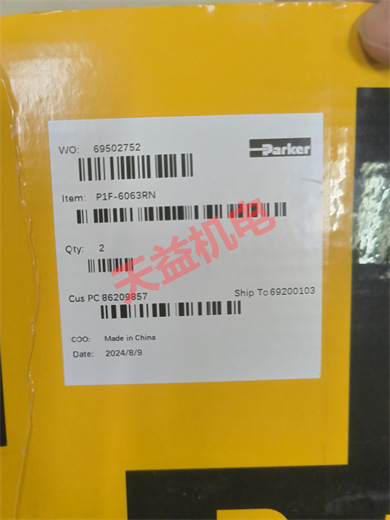 WO: 69502752
Parker
Item: P1F-6063RN
Qty: 2
天益机电
Cus PC 86209857 Ship To 69200103
COO: Made in China
Date: 2024/8/9